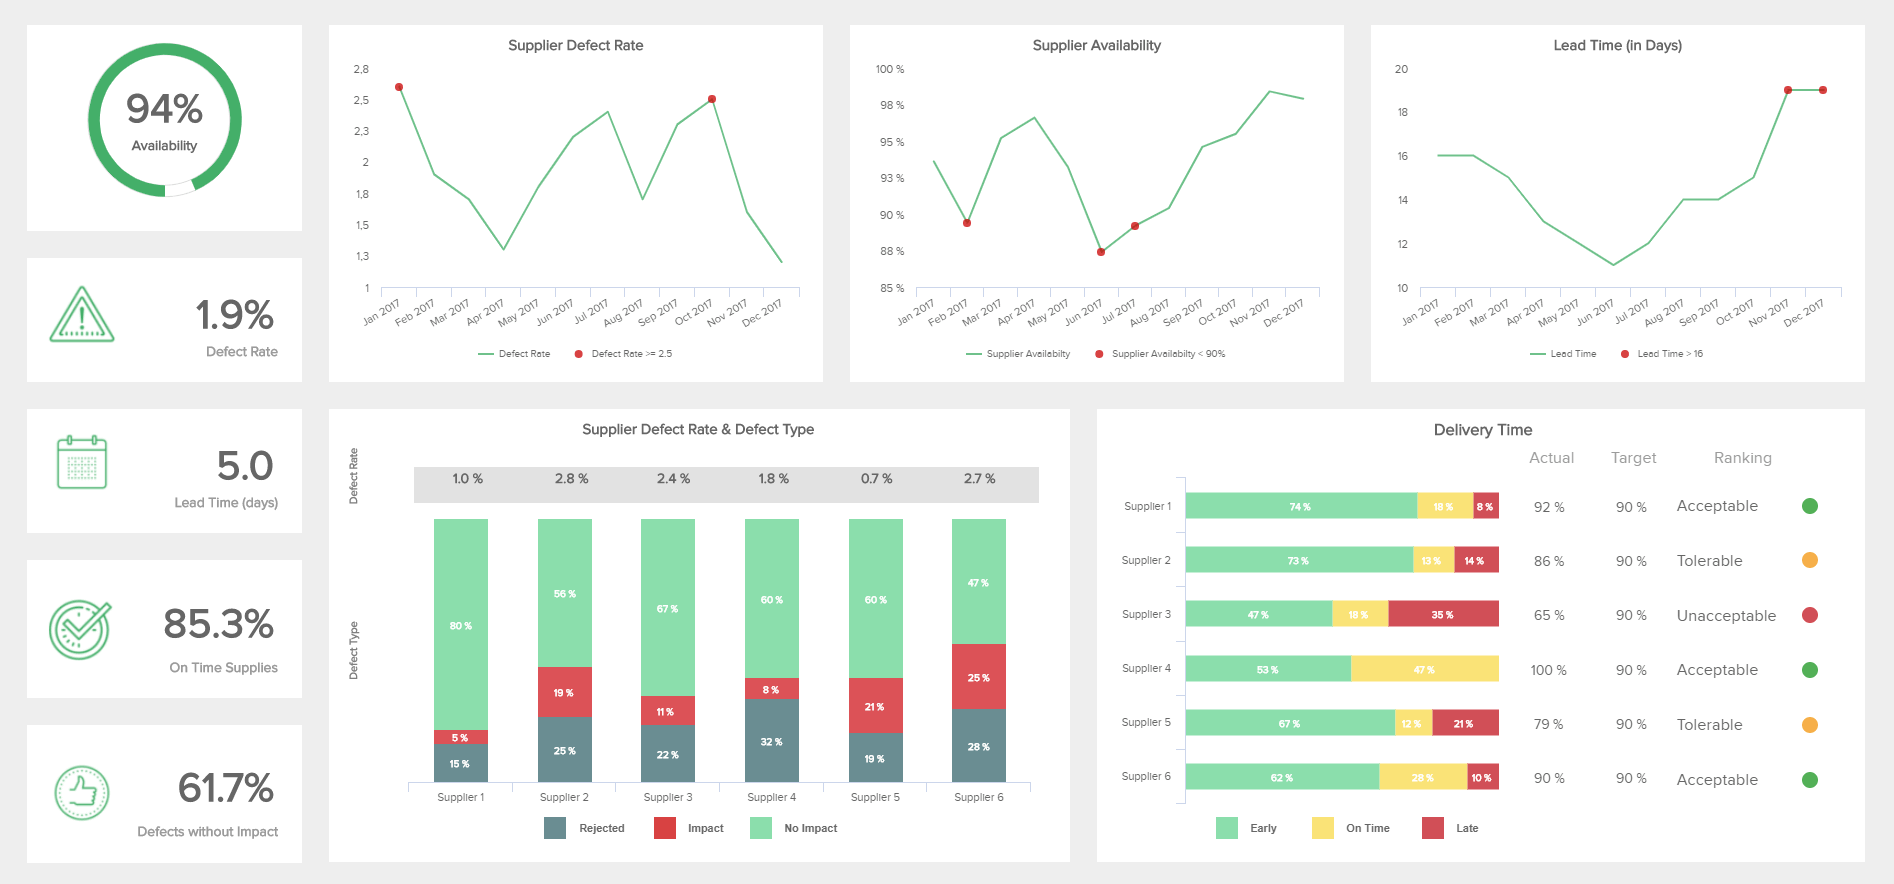 94%
Availability
1.9%
Defect Rate
5.0
Lead Time (days)
85.3%
On Time Supplies
61.7%
Defects without Impact
Supplier Defect Rate
2,8
2,5
2,3
2
1,8
1,5
1,3
1
Jan 2017 Feb 2017 Mar 2017 Apr 2017 May 2017 Jun 2017 Jul 2017 Aug 2017 Sep 2017 Oct 2017 Nov 2017 Dec 2017
Defect Rate Defect Rate >= 2.5
Supplier Availability
100 %
98 %
95 %
93 %
90 %
88 %
85 %
Jan 2017 Feb 2017 Mar 2017 Apr 2017 May 2017 Jun 2017 Jul 2017 Aug 2017 Sep 2017 Oct 2017 Nov 2017 Dec 2017
Supplier Availabilty Supplier Availabilty < 90%
Lead Time (in Days)
20
18
16
14
12
10
Jan 2017 Feb 2017 Mar 2017 Apr 2017 May 2017 Jun 2017 Jul 2017 Aug 2017 Sep 2017 Oct 2017 Nov 2017 Dec 2017
Lead Time Lead Time > 16
Supplier Defect Rate & Defect Type
Defect Rate
1.0 % 2.8 % 2.4 % 1.8 % 0.7 % 2.7 %
Defect Type
80 % 56 % 67 % 60 % 60 % 47 %
5 % 19 % 11 % 8 % 21 % 25 %
15 % 25 % 22 % 32 % 19 % 28 %
Supplier 1 Supplier 2 Supplier 3 Supplier 4 Supplier 5 Supplier 6
Rejected Impact No Impact
Delivery Time
Actual Target Ranking
Supplier 1 74 % 18 % 8 % 92 % 90 % Acceptable
Supplier 2 73 % 13 % 14 % 86 % 90 % Tolerable
Supplier 3 47 % 18 % 35 % 65 % 90 % Unacceptable
Supplier 4 53 % 47 % 100 % 90 % Acceptable
Supplier 5 67 % 12 % 21 % 79 % 90 % Tolerable
Supplier 6 62 % 28 % 10 % 90 % 90 % Acceptable
Early On Time Late